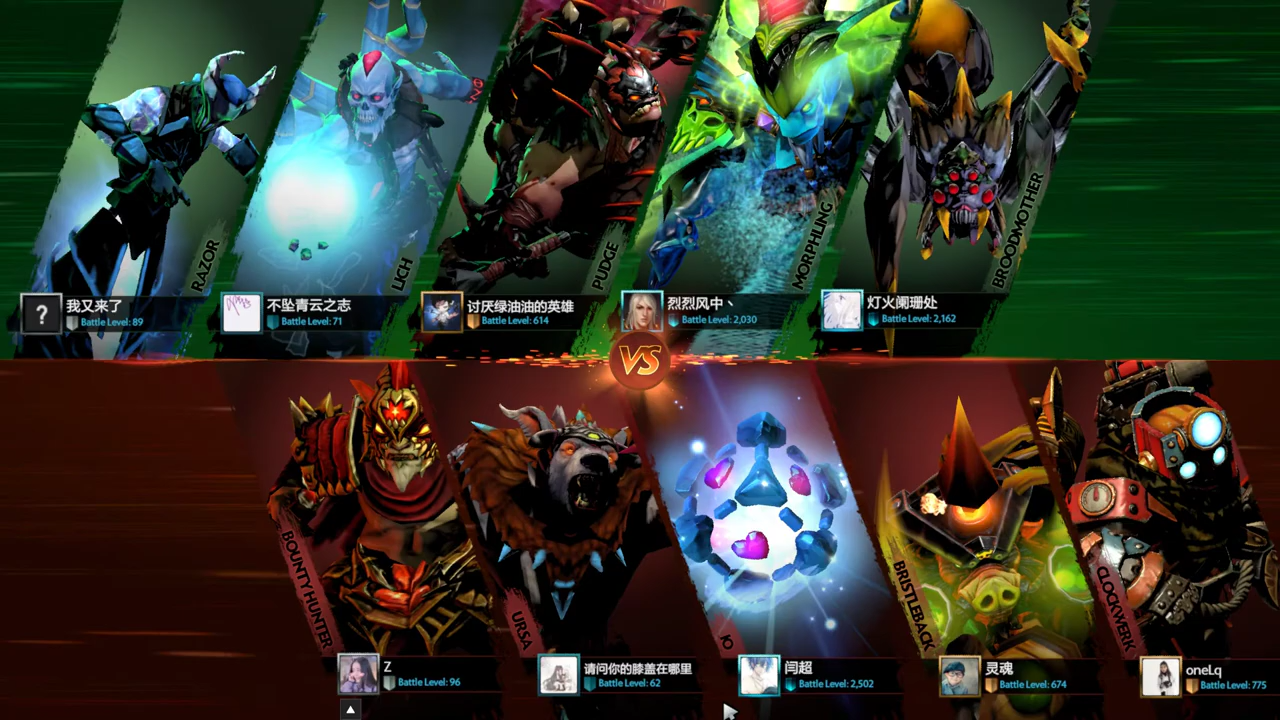 RAZOR
LICH
PUDGE
MORPHLING
BROODMOTHER
?
我又来了
Battle Level: 89
不坠青云之志
Battle Level: 71
讨厌绿油油的英雄
Battle Level: 614
烈烈风中丶
Battle Level: 2,030
灯火阑珊处
Battle Level: 2,162
VS
BOUNTY HUNTER
URSA
IO
BRISTLEBACK
CLOCKWERK
Z
Battle Level: 96
请问你的膝盖在哪里
Battle Level: 62
闫超
Battle Level: 2,502
灵魂
Battle Level: 674
oneLq
Battle Level: 775